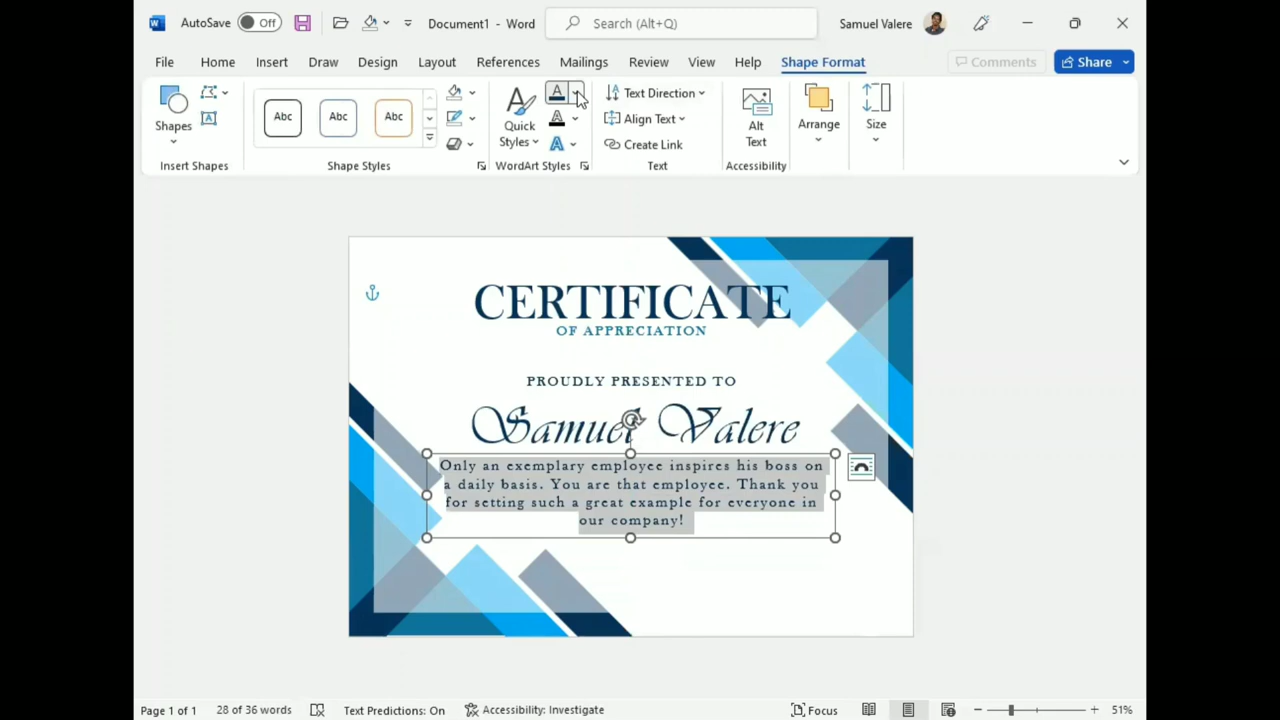 AutoSave Off Document1 - Word Search (Alt+Q) Samuel Valere
File Home Insert Draw Design Layout References Mailings Review View Help Shape Format Comments Share
Shapes
Insert Shapes
Abc Abc Abc
Shape Styles
Quick
Styles
WordArt Styles
Text Direction
Align Text
Create Link
Text
Alt
Text
Accessibility
Arrange
Size
CERTIFICATE
OF APPRECIATION
PROUDLY PRESENTED TO
Samuel Valere
Only an exemplary employee inspires his boss on
a daily basis. You are that employee. Thank you
for setting such a great example for everyone in
our company!
Page 1 of 1 28 of 36 words Text Predictions: On Accessibility: Investigate Focus 51%